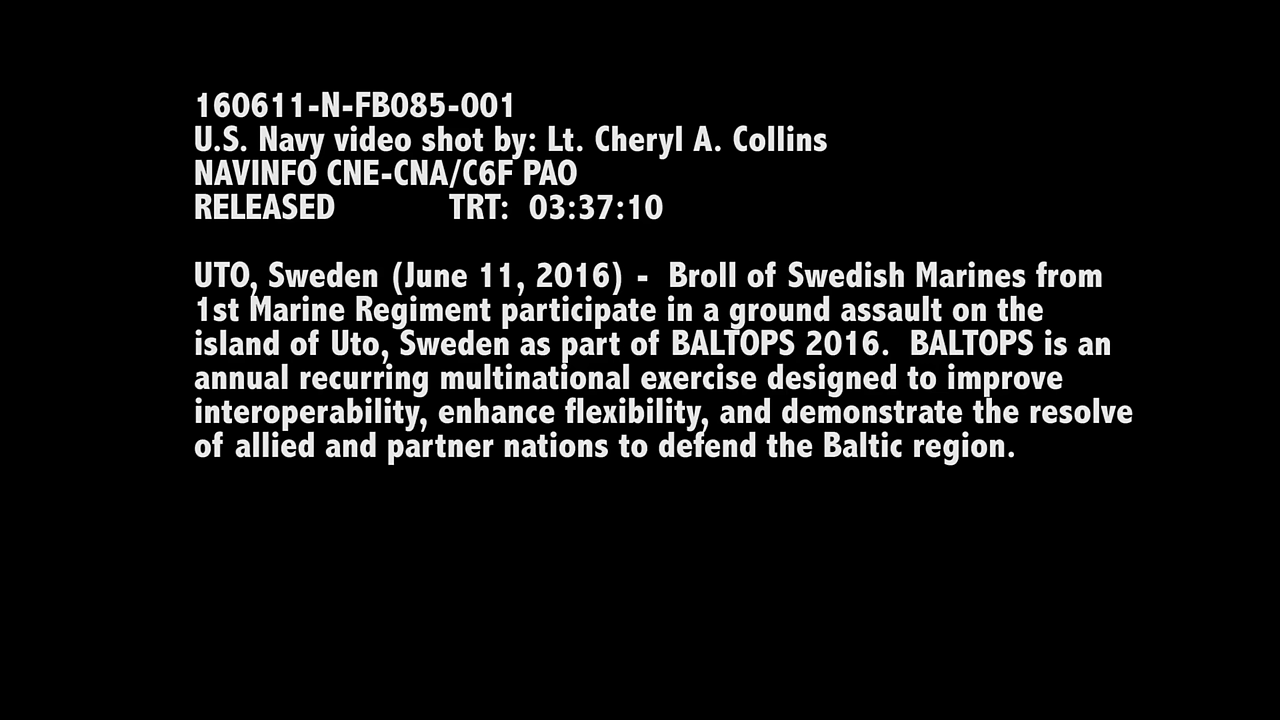 160611-N-FB085-001
U.S. Navy video shot by: Lt. Cheryl A. Collins
NAVINFO CNE-CNA/C6F PAO
RELEASED TRT: 03:37:10
UTO, Sweden (June 11, 2016) - Broll of Swedish Marines from
1st Marine Regiment participate in a ground assault on the
island of Uto, Sweden as part of BALTOPS 2016. BALTOPS is an
annual recurring multinational exercise designed to improve
interoperability, enhance flexibility, and demonstrate the resolve
of allied and partner nations to defend the Baltic region.